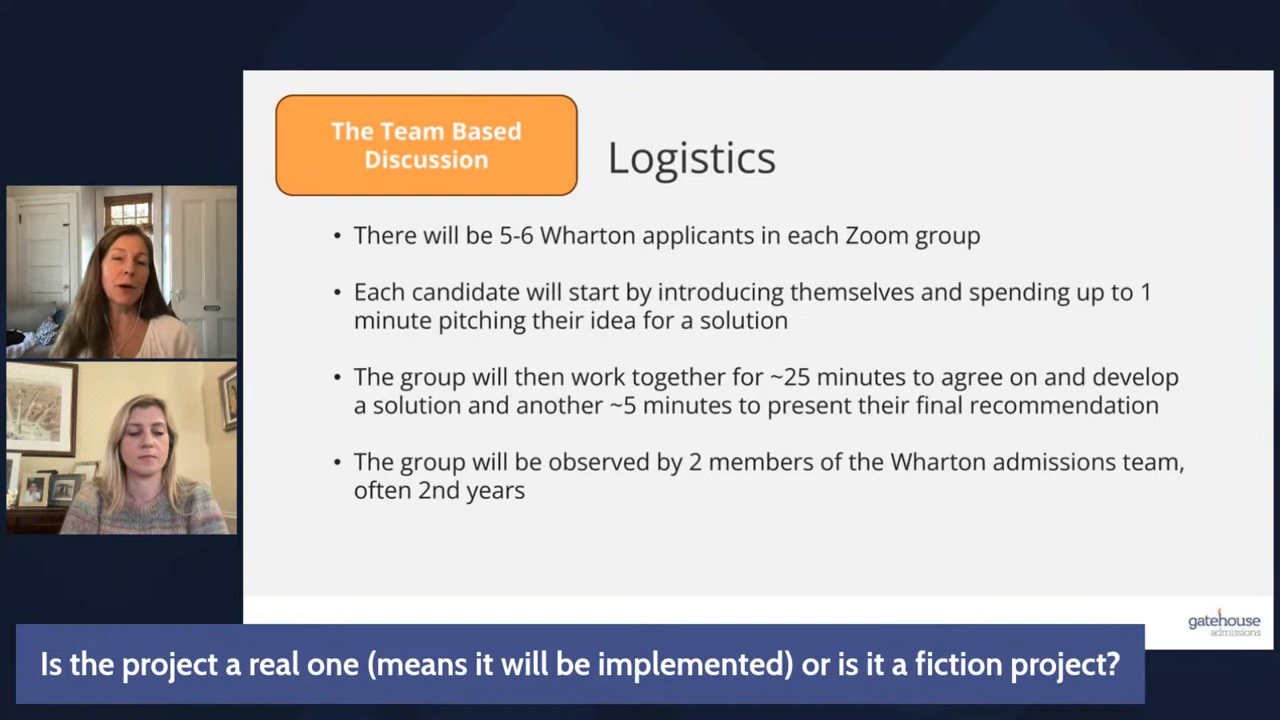 The Team Based
Discussion
Logistics
• There will be 5-6 Wharton applicants in each Zoom group
• Each candidate will start by introducing themselves and spending up to 1
minute pitching their idea for a solution
• The group will then work together for ~25 minutes to agree on and develop
a solution and another ~5 minutes to present their final recommendation
• The group will be observed by 2 members of the Wharton admissions team,
often 2nd years
gatehouse
admissions
Is the project a real one (means it will be implemented) or is it a fiction project?